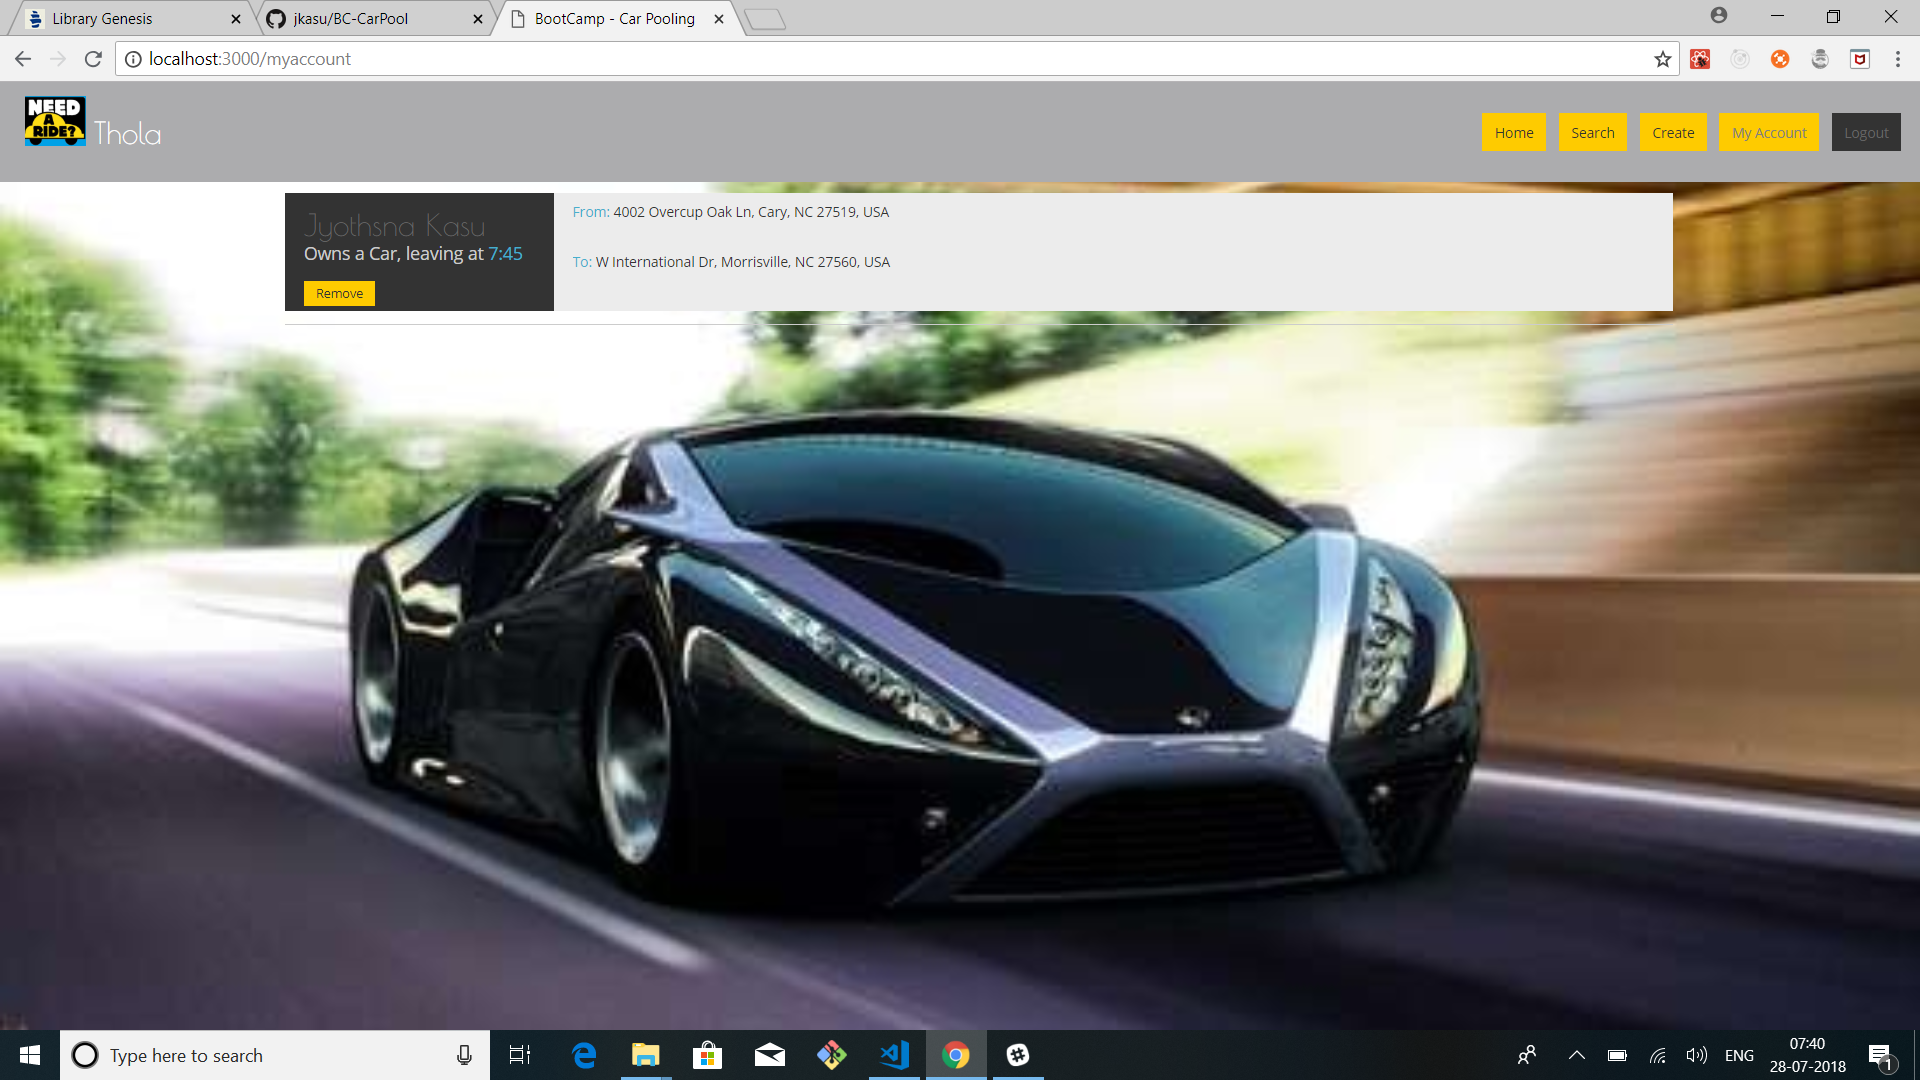 Library Genesis
jkasu/BC-CarPool
BootCamp - Car Pooling
localhost:3000/myaccount
NEED
A
RIDE?
Thola
Home
Search
Create
My Account
Logout
Jyothsna Kasu
Owns a Car, leaving at 7:45
Remove
From: 4002 Overcup Oak Ln, Cary, NC 27519, USA
To: W International Dr, Morrisville, NC 27560, USA
Type here to search
ENG
07:40
28-07-2018
1